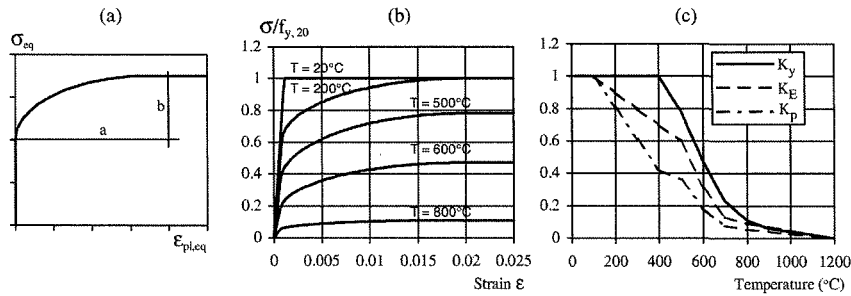 (a)
σeq
b
a
εpl,eq
(b)
σ/fy, 20
1.2
1
0.8
0.6
0.4
0.2
0
T = 20°C
T = 200°C
T = 500°C
T = 600°C
T = 800°C
0 0.005 0.01 0.015 0.02 0.025
Strain ε
(c)
1.2
1
0.8
0.6
0.4
0.2
0
Ky
KE
Kp
0 200 400 600 800 1000 1200
Temperature (°C)